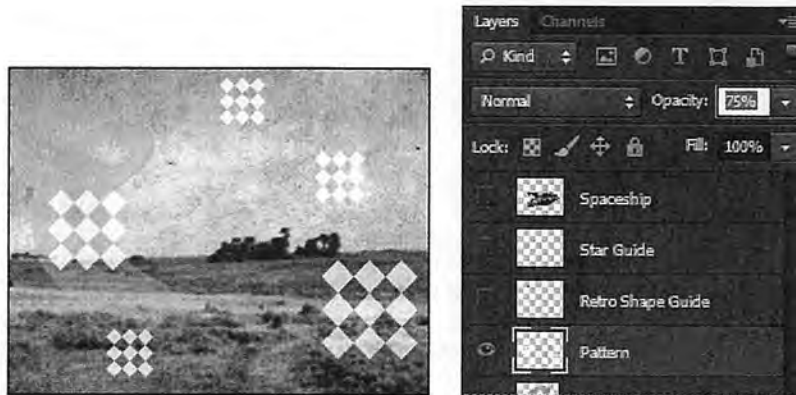 Layers Channels
Kind T
Normal Opacity: 75%
Lock: Fill: 100%
Spaceship
Star Guide
Retro Shape Guide
Pattern